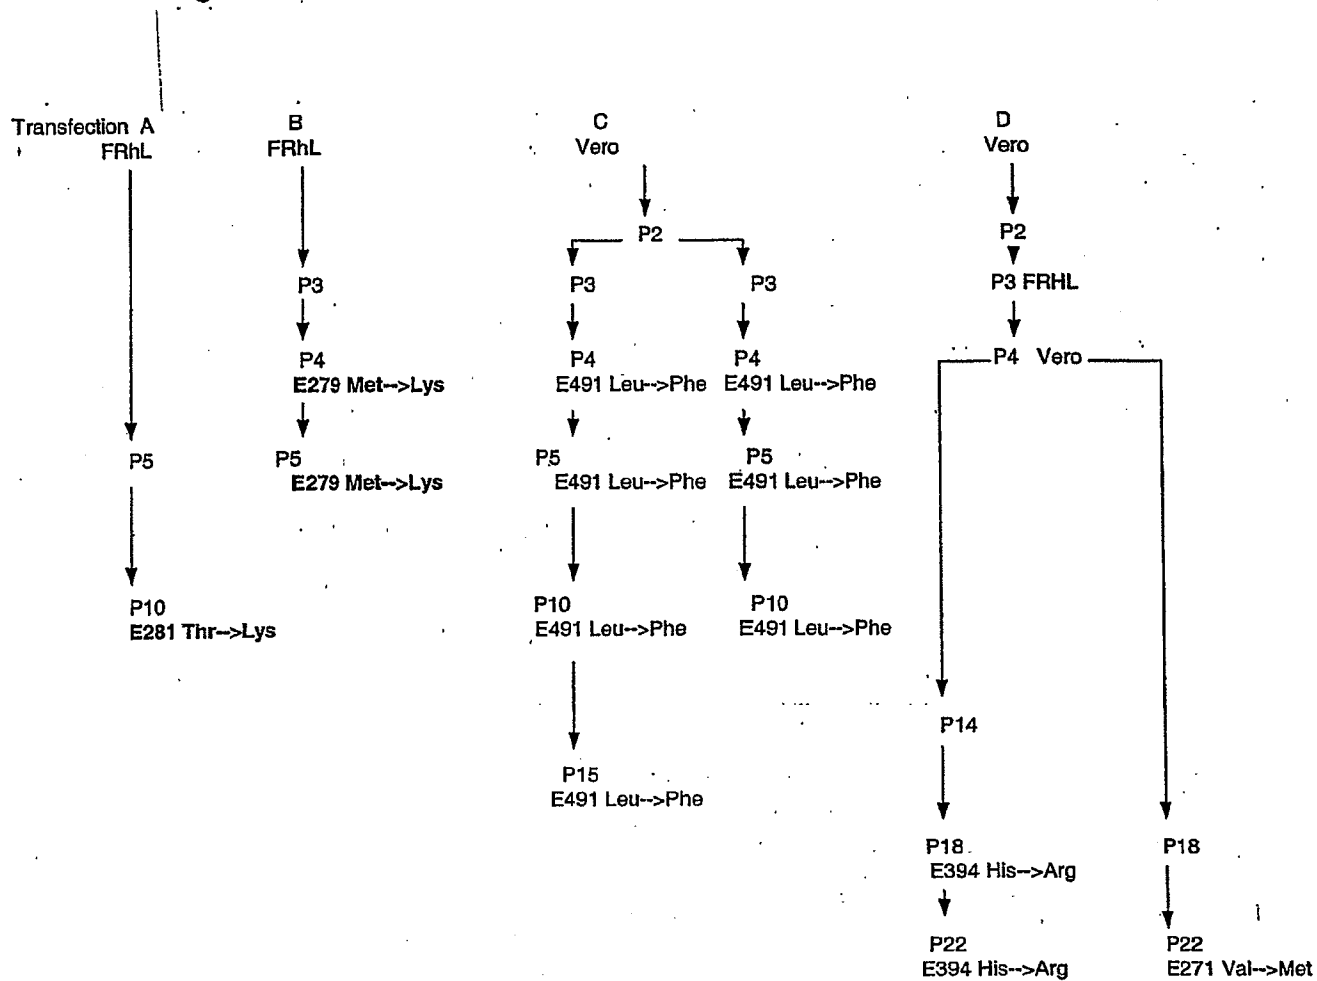 Transfection A
FRhL
P5
P10
E281 Thr-->Lys
B
FRhL
P3
P4
E279 Met-->Lys
P5
E279 Met-->Lys
C
Vero
P2
P3
P4
E491 Leu-->Phe
P5
E491 Leu-->Phe
P10
E491 Leu-->Phe
P15
E491 Leu-->Phe
P3
P4
E491 Leu-->Phe
P5
E491 Leu-->Phe
P10
E491 Leu-->Phe
D
Vero
P2
P3 FRHL
P4 Vero
P14
P18
E394 His-->Arg
P22
E394 His-->Arg
P18
P22
E271 Val-->Met